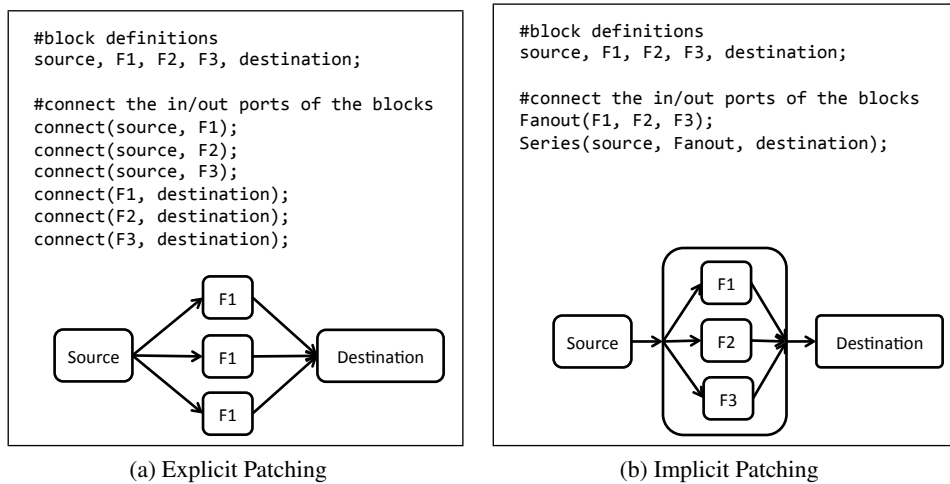 #block definitions
source, F1, F2, F3, destination;
#connect the in/out ports of the blocks
connect(source, F1);
connect(source, F2);
connect(source, F3);
connect(F1, destination);
connect(F2, destination);
connect(F3, destination);
F1
Source
F1
Destination
F1
(a) Explicit Patching
#block definitions
source, F1, F2, F3, destination;
#connect the in/out ports of the blocks
Fanout(F1, F2, F3);
Series(source, Fanout, destination);
F1
Source
F2
Destination
F3
(b) Implicit Patching